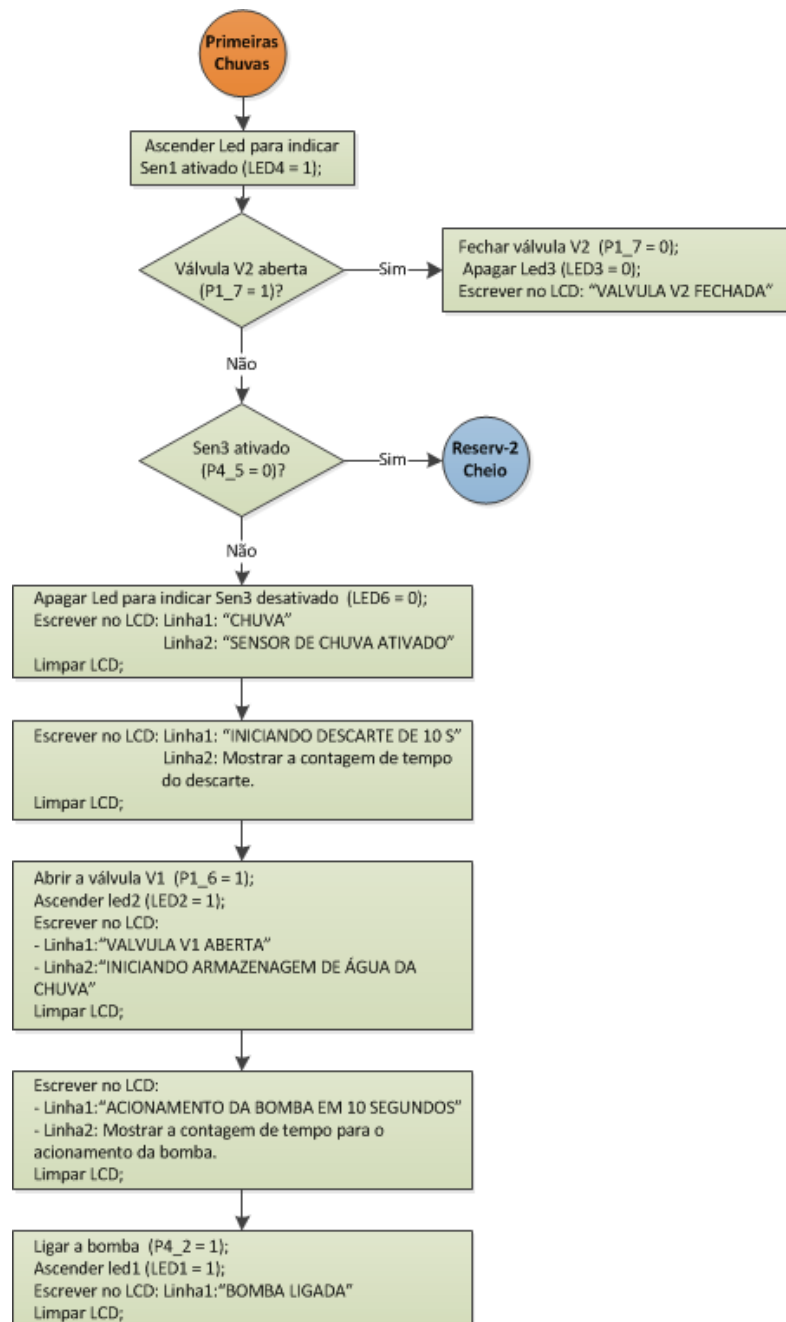 Primeiras
Chuvas
Ascender Led para indicar
Sen1 ativado (LED4 = 1);
Válvula V2 aberta
(P1_7 = 1)?
Sim
Fechar válvula V2 (P1_7 = 0);
Apagar Led3 (LED3 = 0);
Escrever no LCD: “VALVULA V2 FECHADA”
Não
Sen3 ativado
(P4_5 = 0)?
Sim
Reserv-2
Cheio
Não
Apagar Led para indicar Sen3 desativado (LED6 = 0);
Escrever no LCD: Linha1: “CHUVA”
Linha2: “SENSOR DE CHUVA ATIVADO”
Limpar LCD;
Escrever no LCD: Linha1: “INICIANDO DESCARTE DE 10 S”
Linha2: Mostrar a contagem de tempo
do descarte.
Limpar LCD;
Abrir a válvula V1 (P1_6 = 1);
Ascender led2 (LED2 = 1);
Escrever no LCD:
- Linha1:“VALVULA V1 ABERTA”
- Linha2:“INICIANDO ARMAZENAGEM DE ÁGUA DA
CHUVA”
Limpar LCD;
Escrever no LCD:
- Linha1:“ACIONAMENTO DA BOMBA EM 10 SEGUNDOS”
- Linha2: Mostrar a contagem de tempo para o
acionamento da bomba.
Limpar LCD;
Ligar a bomba (P4_2 = 1);
Ascender led1 (LED1 = 1);
Escrever no LCD: Linha1:“BOMBA LIGADA”
Limpar LCD;